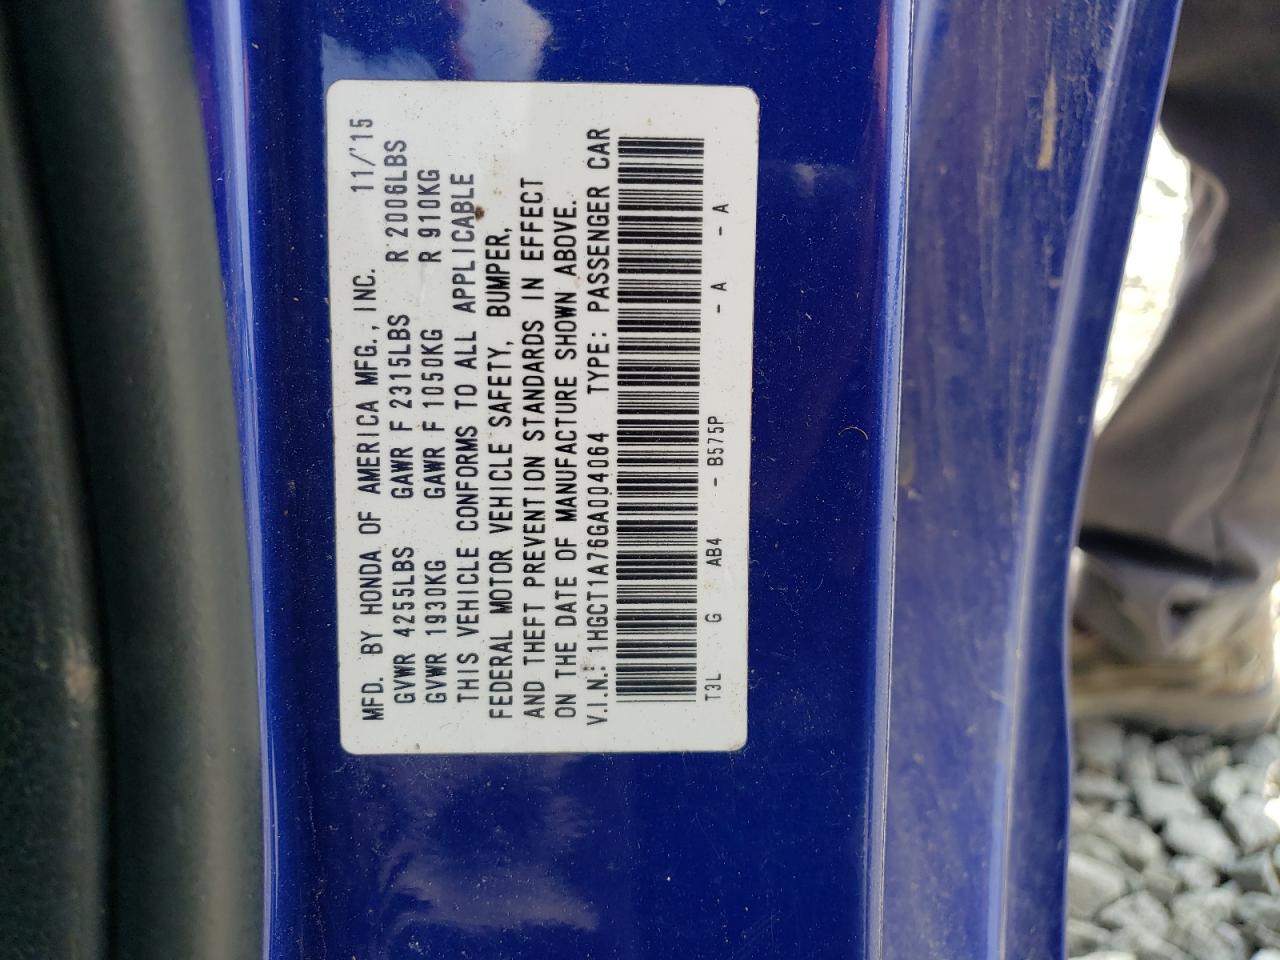 MFD. BY HONDA OF AMERICA MFG., INC. 11/'15
GVWR 4255LBS GAWR F 2315LBS R 2006LBS
GVWR 1930KG GAWR F 1050KG R 910KG
THIS VEHICLE CONFORMS TO ALL APPLICABLE
FEDERAL MOTOR VEHICLE SAFETY, BUMPER,
AND THEFT PREVENTION STANDARDS IN EFFECT
ON THE DATE OF MANUFACTURE SHOWN ABOVE.
V.I.N.: 1HGCT1A76GA004064 TYPE: PASSENGER CAR
T3L G AB4 - B575P - A - A